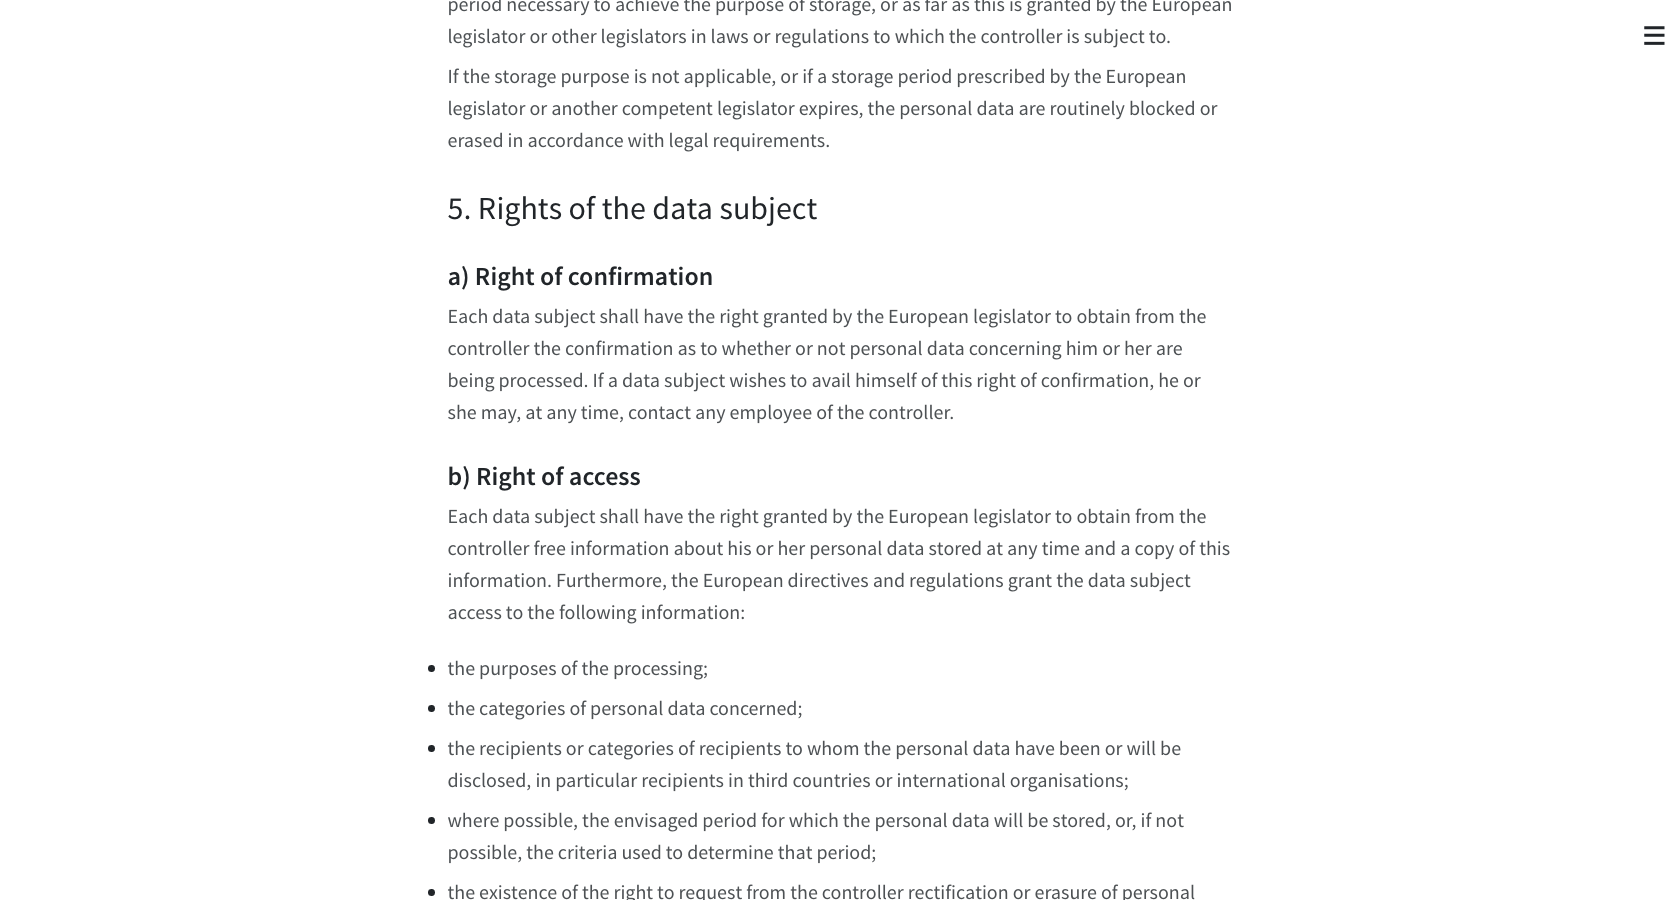 period necessary to achieve the purpose of storage, or as far as this is granted by the European
legislator or other legislators in laws or regulations to which the controller is subject to.
If the storage purpose is not applicable, or if a storage period prescribed by the European
legislator or another competent legislator expires, the personal data are routinely blocked or
erased in accordance with legal requirements.
5. Rights of the data subject
a) Right of confirmation
Each data subject shall have the right granted by the European legislator to obtain from the
controller the confirmation as to whether or not personal data concerning him or her are
being processed. If a data subject wishes to avail himself of this right of confirmation, he or
she may, at any time, contact any employee of the controller.
b) Right of access
Each data subject shall have the right granted by the European legislator to obtain from the
controller free information about his or her personal data stored at any time and a copy of this
information. Furthermore, the European directives and regulations grant the data subject
access to the following information:
the purposes of the processing;
the categories of personal data concerned;
the recipients or categories of recipients to whom the personal data have been or will be
disclosed, in particular recipients in third countries or international organisations;
where possible, the envisaged period for which the personal data will be stored, or, if not
possible, the criteria used to determine that period;
the existence of the right to request from the controller rectification or erasure of personal